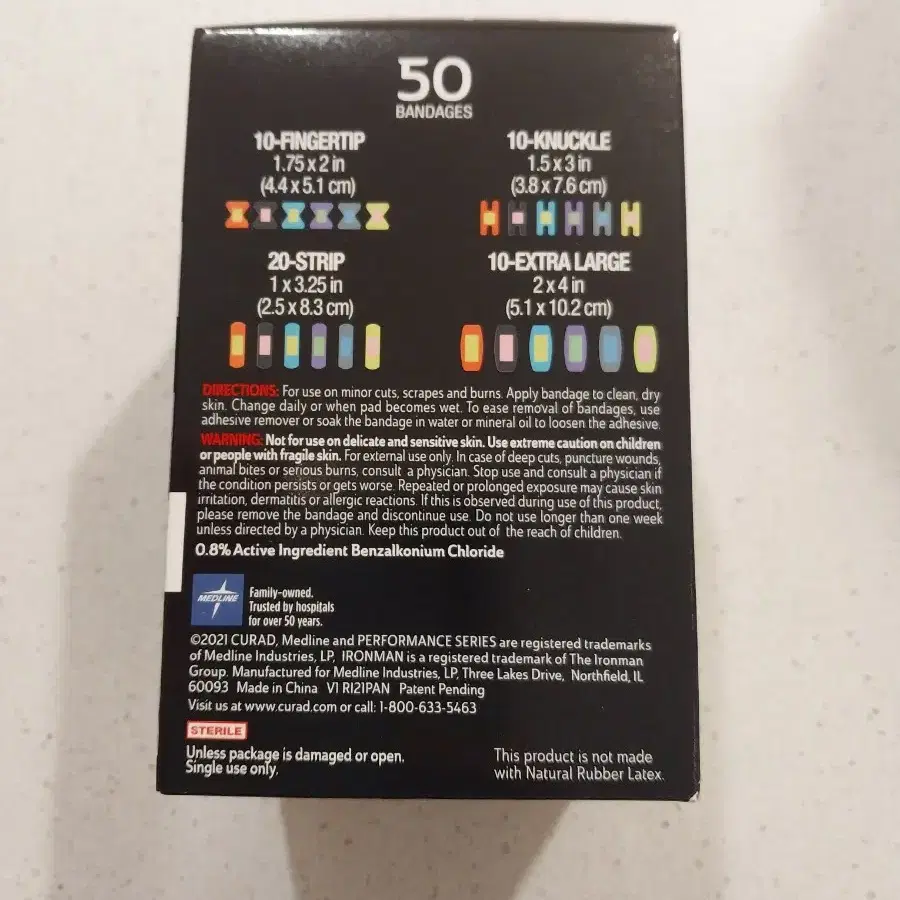 50
BANDAGES
10-FINGERTIP
1.75 x 2 in
(4.4 x 5.1 cm)
10-KNUCKLE
1.5 x 3 in
(3.8 x 7.6 cm)
20-STRIP
1 x 3.25 in
(2.5 x 8.3 cm)
10-EXTRA LARGE
2 x 4 in
(5.1 x 10.2 cm)
DIRECTIONS: For use on minor cuts, scrapes and burns. Apply bandage to clean, dry
skin. Change daily or when pad becomes wet. To ease removal of bandages, use
adhesive remover or soak the bandage in water or mineral oil to loosen the adhesive.
WARNING: Not for use on delicate and sensitive skin. Use extreme caution on children
or people with fragile skin. For external use only. In case of deep cuts, puncture wounds,
animal bites or serious burns, consult a physician. Stop use and consult a physician if
the condition persists or gets worse. Repeated or prolonged exposure may cause skin
irritation, dermatitis or allergic reactions. If this is observed during use of this product,
please remove the bandage and discontinue use. Do not use longer than one week
unless directed by a physician. Keep this product out of the reach of children.
0.8% Active Ingredient Benzalkonium Chloride
MEDLINE
Family-owned.
Trusted by hospitals
for over 50 years.
©2021 CURAD, Medline and PERFORMANCE SERIES are registered trademarks
of Medline Industries, LP, IRONMAN is a registered trademark of The Ironman
Group. Manufactured for Medline Industries, LP, Three Lakes Drive, Northfield, IL
60093 Made in China V1 RI21PAN Patent Pending
Visit us at www.curad.com or call: 1-800-633-5463
STERILE
Unless package is damaged or open.
Single use only.
This product is not made
with Natural Rubber Latex.